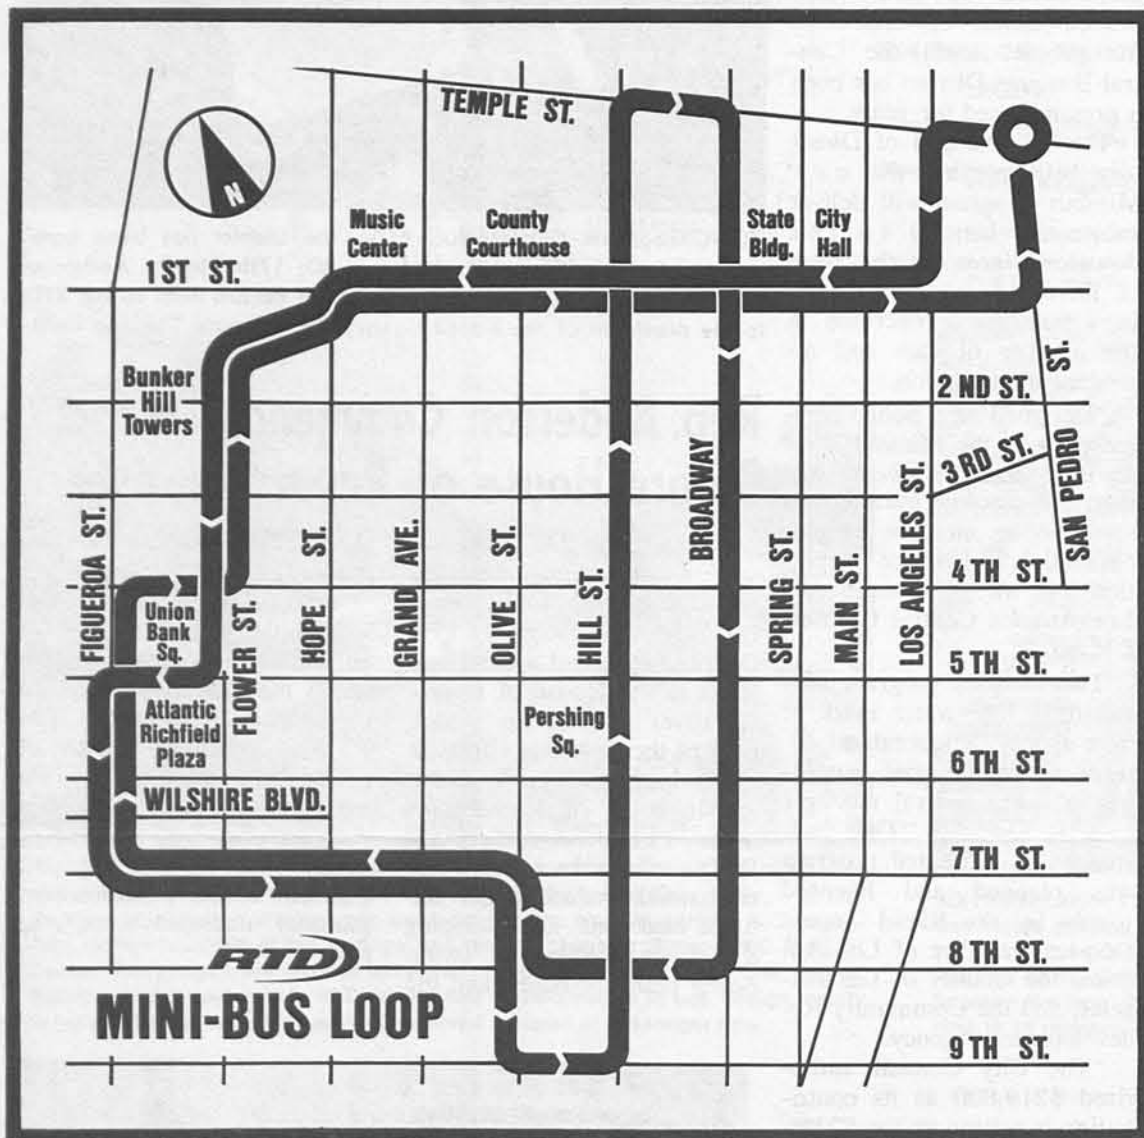 TEMPLE ST.
N
Music
Center
County
Courthouse
State
Bldg.
City
Hall
1 ST ST.
Bunker
Hill
Towers
2 ND ST.
3 RD ST.
SAN PEDRO ST.
FIGUEROA ST.
FLOWER ST.
HOPE ST.
GRAND AVE.
OLIVE ST.
HILL ST.
BROADWAY
SPRING ST.
MAIN ST.
LOS ANGELES ST.
4 TH ST.
Union
Bank
Sq.
5 TH ST.
Atlantic
Richfield
Plaza
Pershing
Sq.
6 TH ST.
WILSHIRE BLVD.
7 TH ST.
8 TH ST.
RTD
MINI-BUS LOOP
9 TH ST.